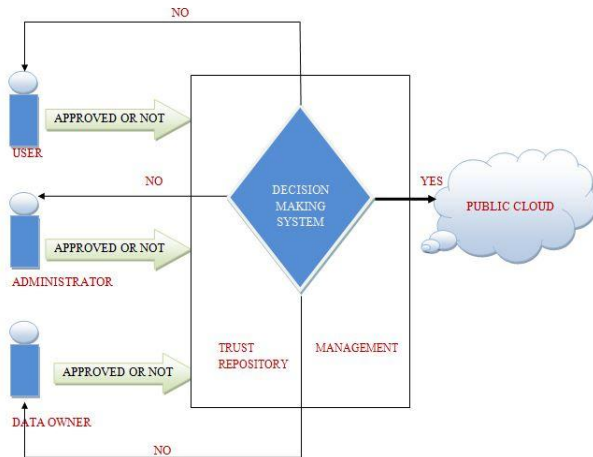 NO
APPROVED OR NOT
USER
NO
DECISION
MAKING
SYSTEM
YES
PUBLIC CLOUD
APPROVED OR NOT
ADMINISTRATOR
TRUST
REPOSITORY
MANAGEMENT
APPROVED OR NOT
DATA OWNER
NO